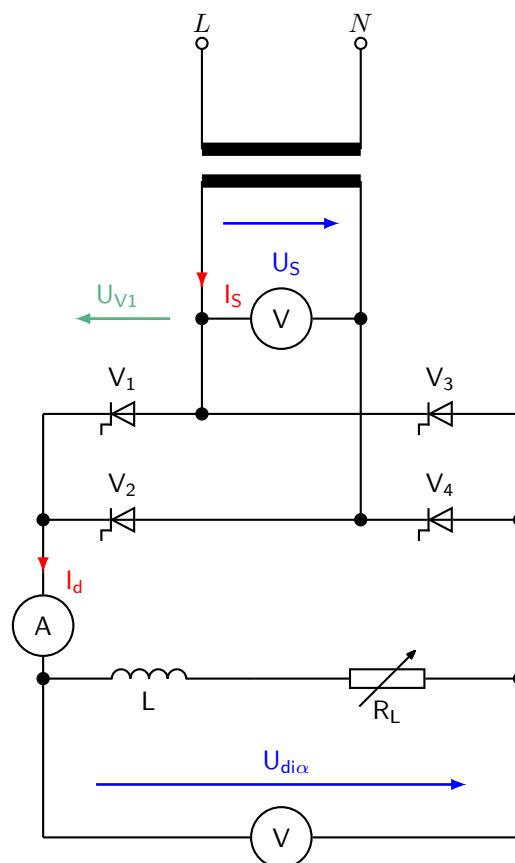 L N
U_S
U_V1 I_S V
V_1 V_3
V_2 V_4
I_d
A
L R_L
U_diα
V